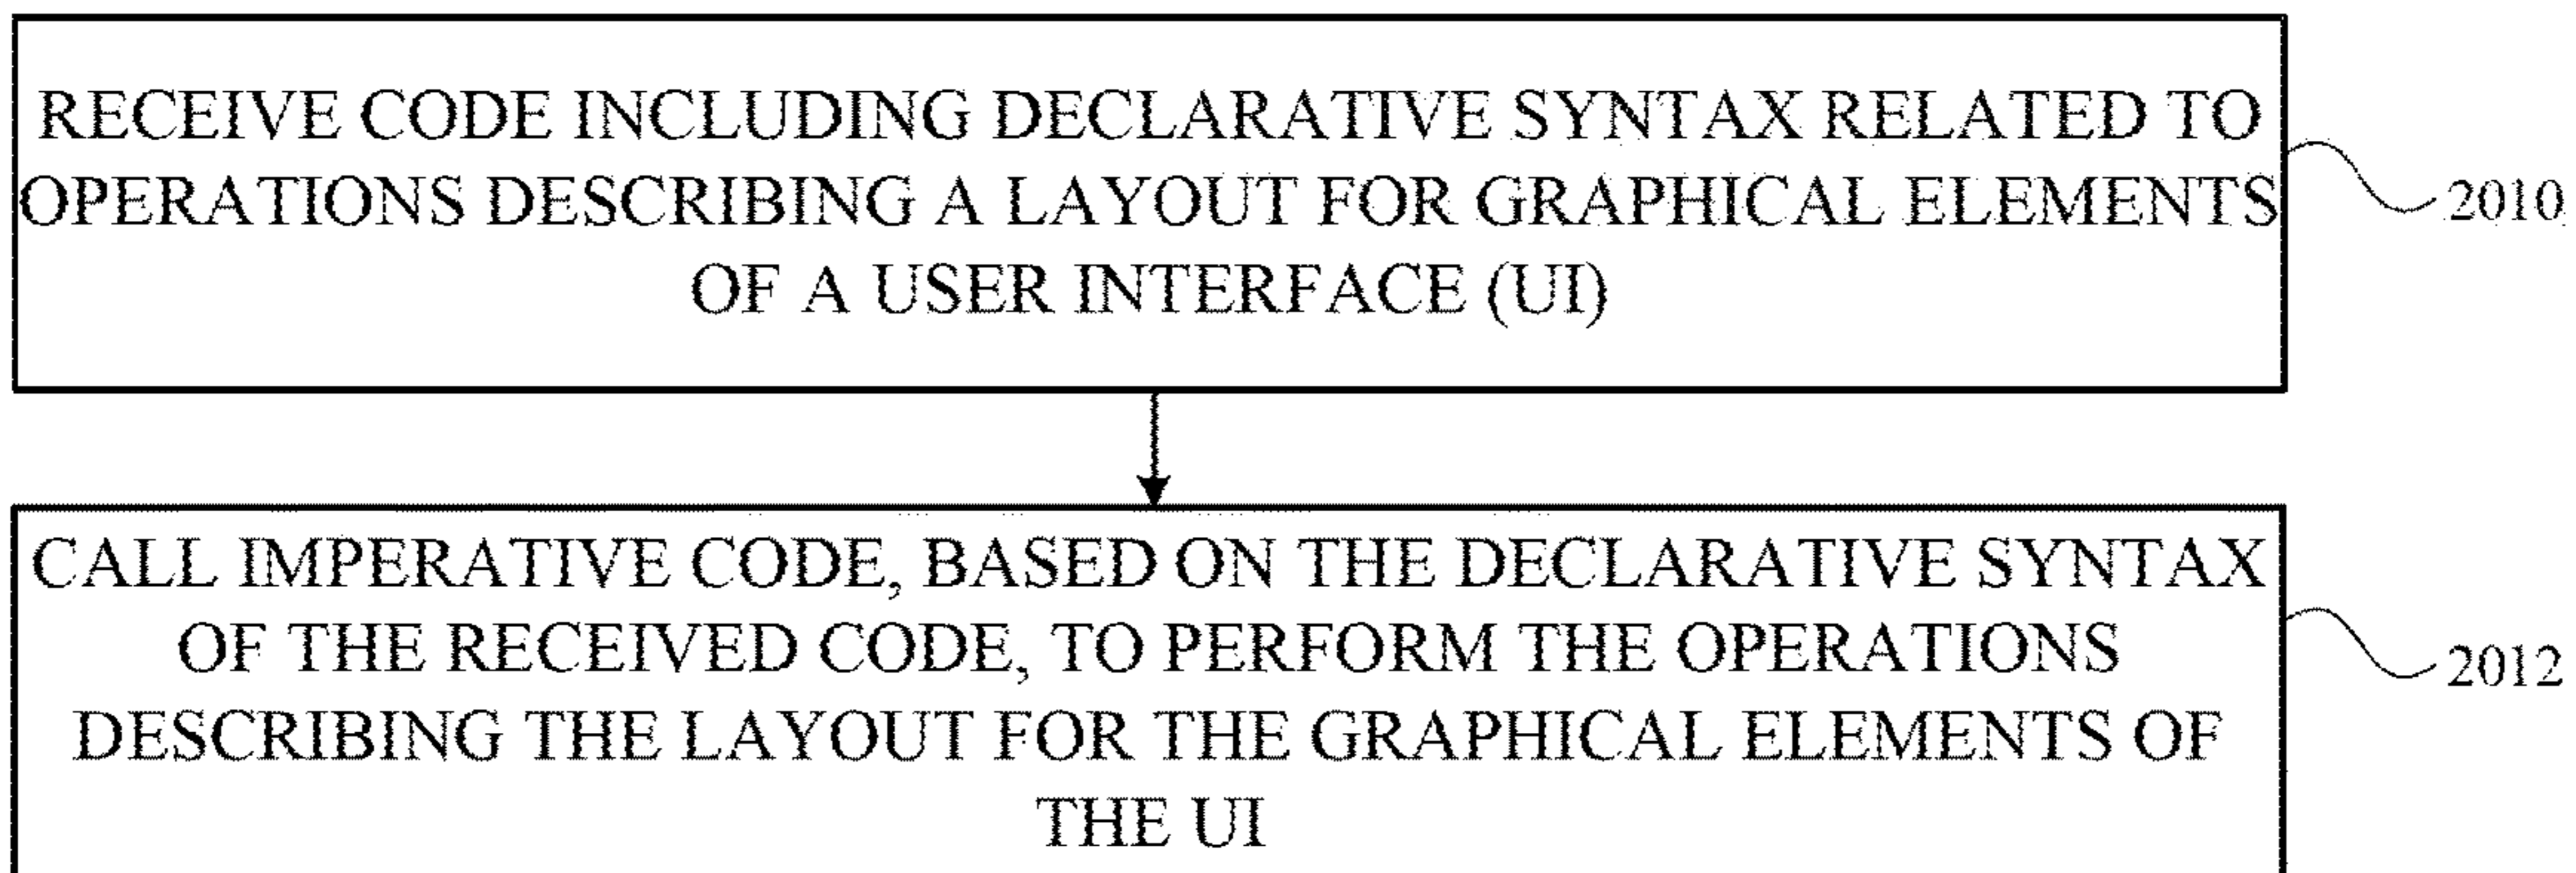 RECEIVE CODE INCLUDING DECLARATIVE SYNTAX RELATED TO
OPERATIONS DESCRIBING A LAYOUT FOR GRAPHICAL ELEMENTS
OF A USER INTERFACE (UI)
2010
CALL IMPERATIVE CODE, BASED ON THE DECLARATIVE SYNTAX
OF THE RECEIVED CODE, TO PERFORM THE OPERATIONS
DESCRIBING THE LAYOUT FOR THE GRAPHICAL ELEMENTS OF
THE UI
2012